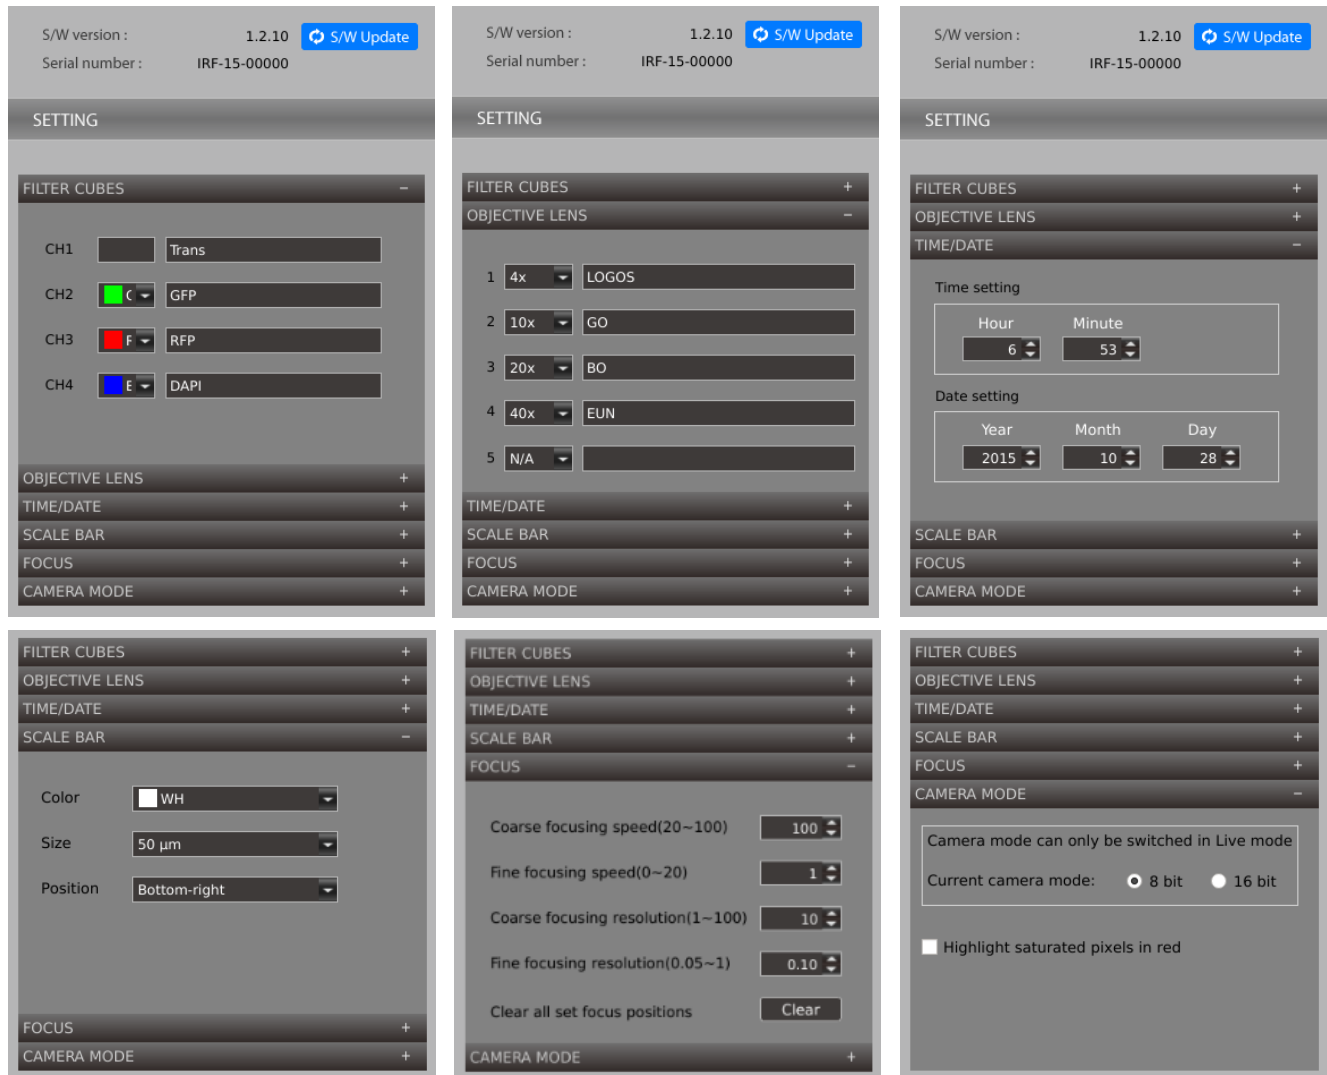 S/W version :
1.2.10
S/W Update
Serial number :
IRF-15-00000
SETTING
FILTER CUBES −
CH1 Trans
CH2 GFP
CH3 RFP
CH4 DAPI
OBJECTIVE LENS +
TIME/DATE +
SCALE BAR +
FOCUS +
CAMERA MODE +
S/W version :
1.2.10
S/W Update
Serial number :
IRF-15-00000
SETTING
FILTER CUBES +
OBJECTIVE LENS −
1 4x LOGOS
2 10x GO
3 20x BO
4 40x EUN
5 N/A
TIME/DATE +
SCALE BAR +
FOCUS +
CAMERA MODE +
S/W version :
1.2.10
S/W Update
Serial number :
IRF-15-00000
SETTING
FILTER CUBES +
OBJECTIVE LENS +
TIME/DATE −
Time setting
Hour Minute
6 53
Date setting
Year Month Day
2015 10 28
SCALE BAR +
FOCUS +
CAMERA MODE +
FILTER CUBES +
OBJECTIVE LENS +
TIME/DATE +
SCALE BAR −
Color WH
Size 50 µm
Position Bottom-right
FOCUS +
CAMERA MODE +
FILTER CUBES +
OBJECTIVE LENS +
TIME/DATE +
SCALE BAR +
FOCUS −
Coarse focusing speed(20~100) 100
Fine focusing speed(0~20) 1
Coarse focusing resolution(1~100) 10
Fine focusing resolution(0.05~1) 0.10
Clear all set focus positions Clear
CAMERA MODE +
FILTER CUBES +
OBJECTIVE LENS +
TIME/DATE +
SCALE BAR +
FOCUS +
CAMERA MODE −
Camera mode can only be switched in Live mode
Current camera mode: 8 bit 16 bit
Highlight saturated pixels in red